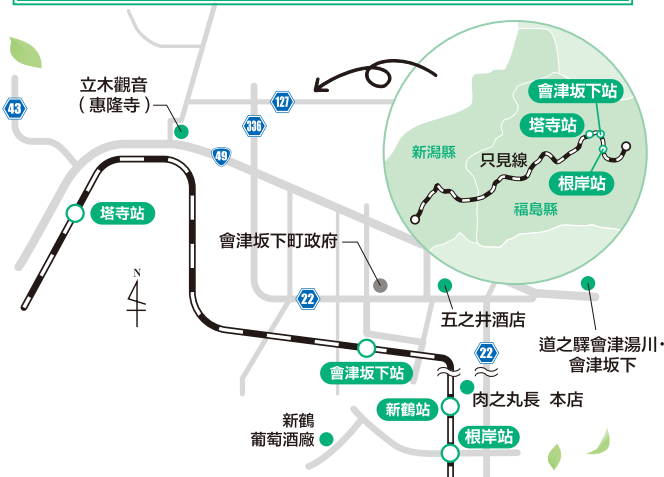 立木觀音
（惠隆寺）
43
127
336
49
塔寺站
會津坂下站
塔寺站
新潟縣
只見線
根岸站
福島縣
會津坂下町政府
N
22
五之井酒店
道之驛會津湯川・
會津坂下
22
會津坂下站
肉之丸長 本店
新鶴站
新鶴
葡萄酒廠
根岸站